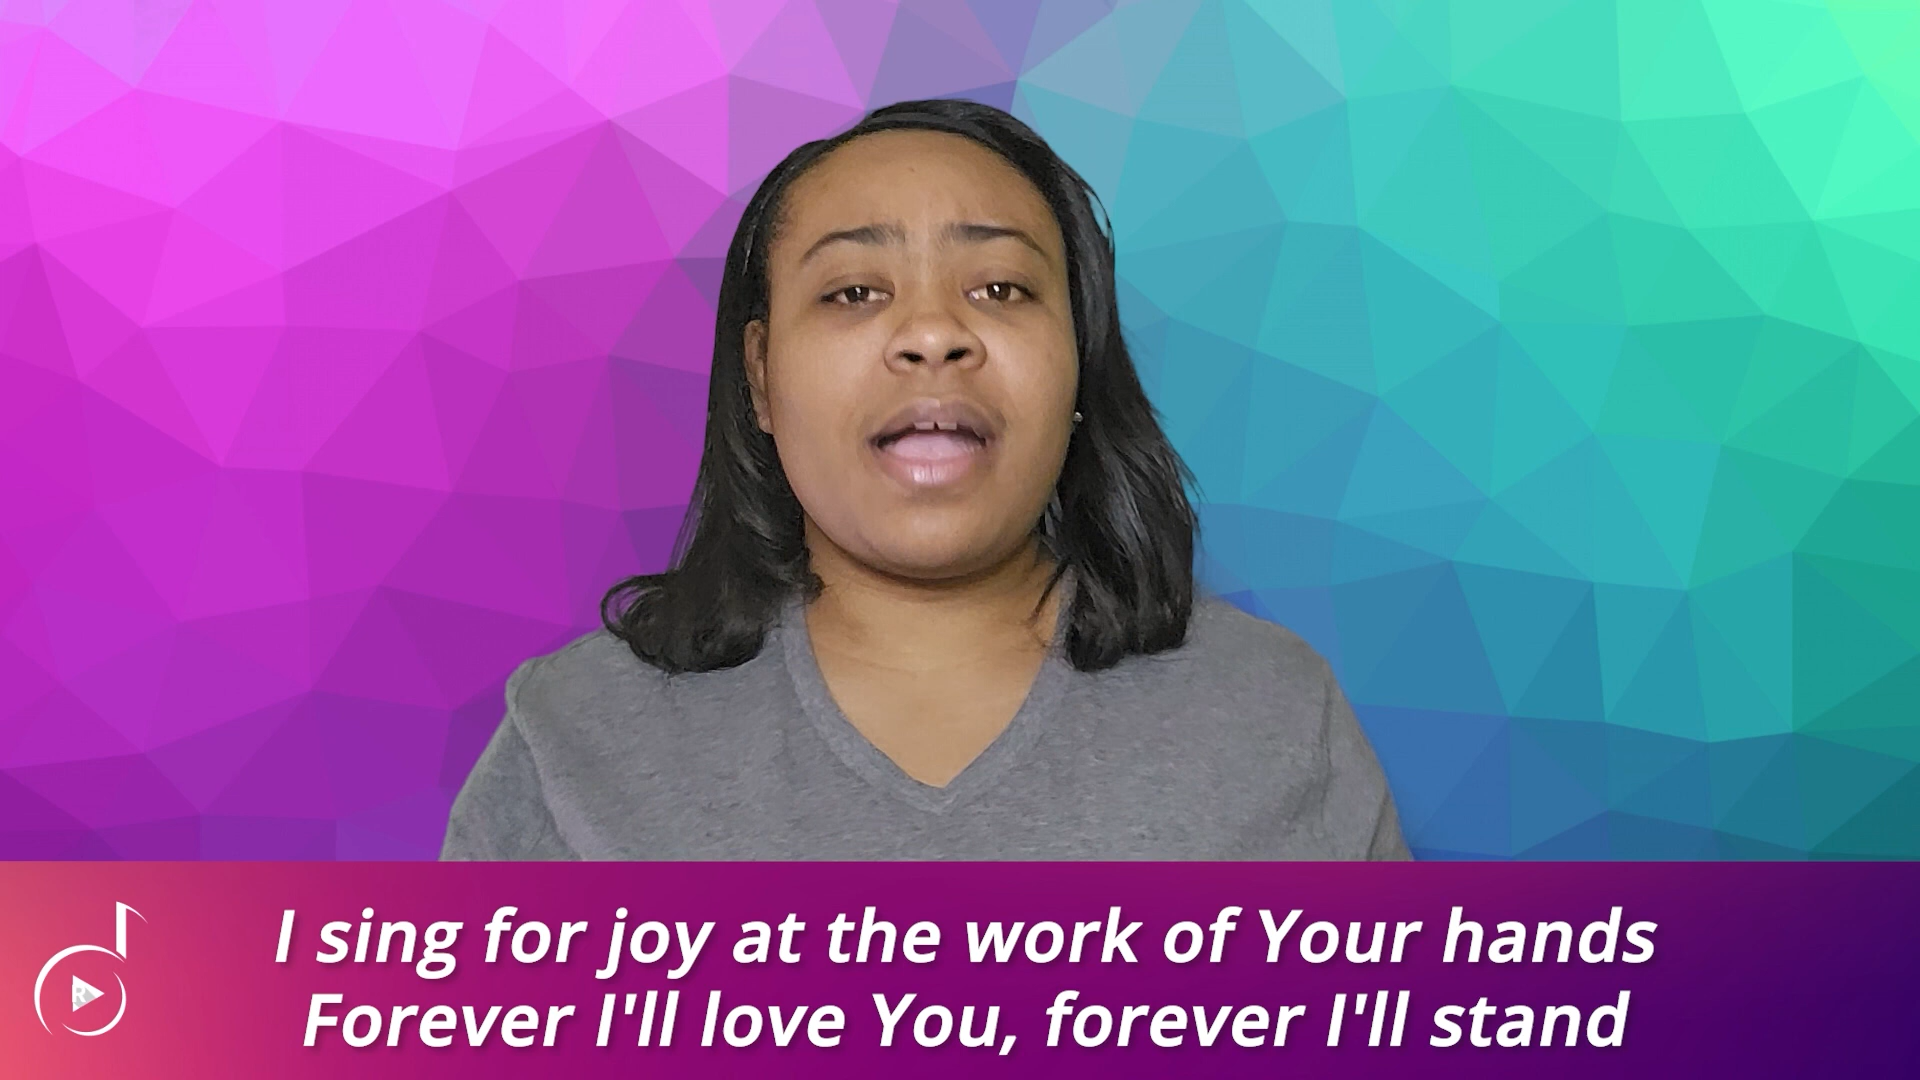 I sing for joy at the work of Your hands
Forever I'll love You, forever I'll stand